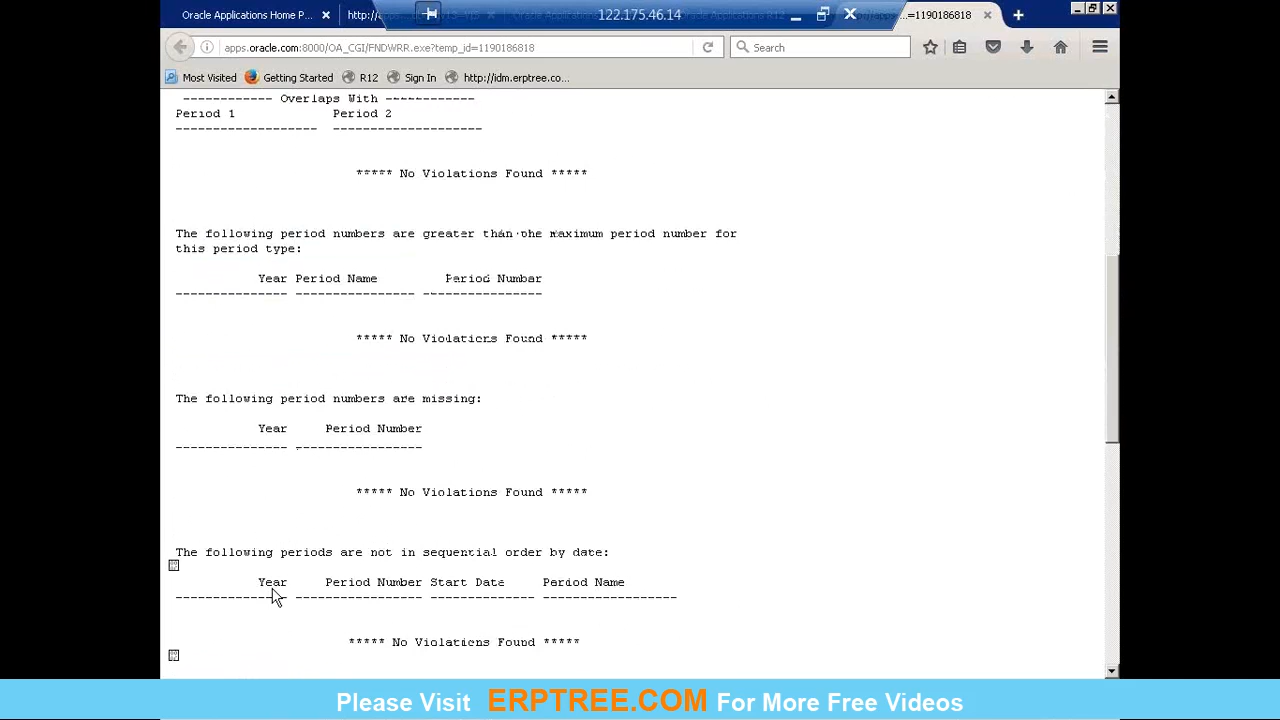 122.175.46.14
Oracle Applications Home P...
...=1190186818
apps.oracle.com:8000/OA_CGI/FNDWRR.exe?temp_id=1190186818
Search
Most Visited Getting Started R12 Sign In http://idm.erptree.co...
------------ Overlaps With ------------
Period 1 Period 2
------------------- --------------------
***** No Violations Found *****
The following period numbers are greater than the maximum period number for
this period type:
Year Period Name Period Number
--------------- ---------------- ----------------
***** No Violations Found *****
The following period numbers are missing:
Year Period Number
--------------- -----------------
***** No Violations Found *****
The following periods are not in sequential order by date:
Year Period Number Start Date Period Name
--------------- ----------------- -------------- ------------------
***** No Violations Found *****
Please Visit ERPTREE.COM For More Free Videos